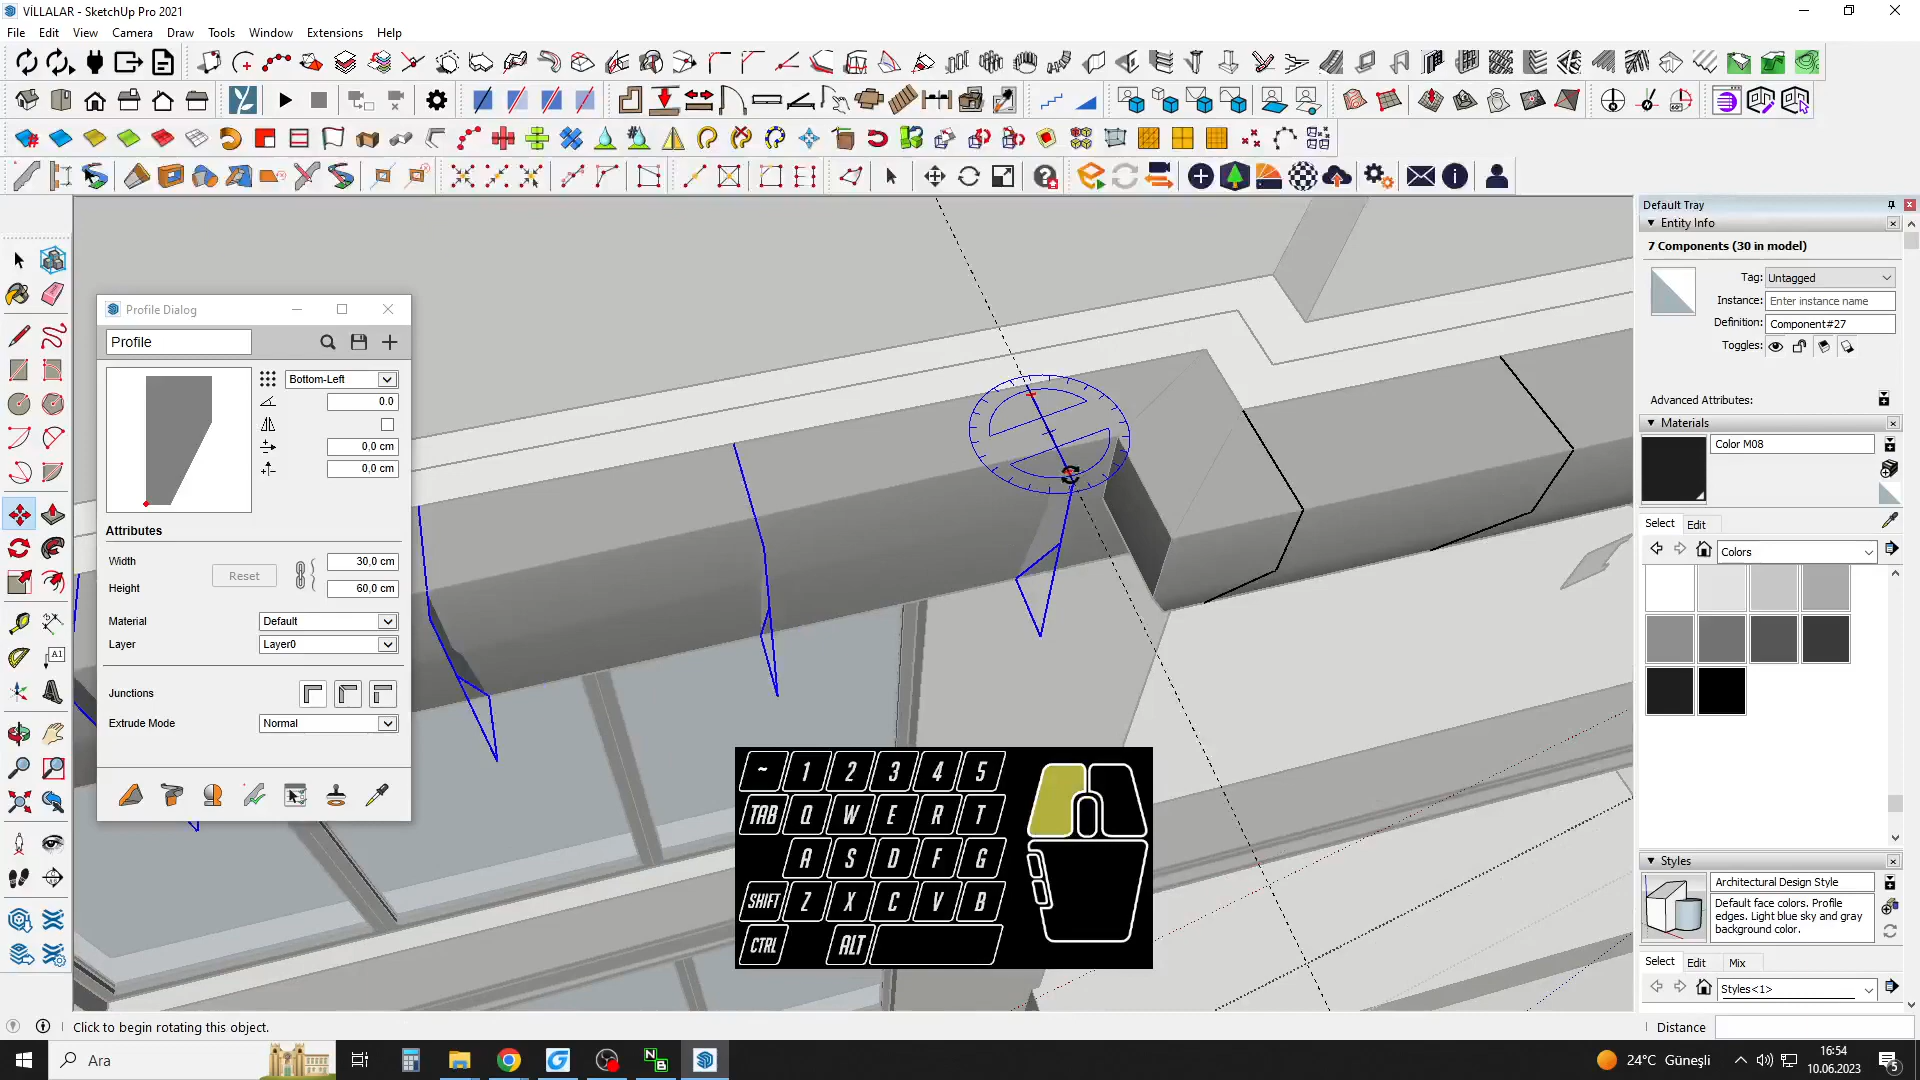 VİLLALAR - SketchUp Pro 2021
File Edit View Camera Draw Tools Window Extensions Help
Default Tray
Entity Info
7 Components (30 in model)
Tag: Untagged
Instance: Enter instance name
Definition: Component#27
Toggles:
Advanced Attributes:
Materials
Color M08
Select Edit
Colors
Styles
Architectural Design Style
Default face colors. Profile
edges. Light blue sky and gray
background color.
Select Edit Mix
Styles<1>
Profile Dialog
Profile
Bottom-Left
0.0
0,0 cm
0,0 cm
Attributes
Width 30,0 cm
Reset
Height 60,0 cm
Material Default
Layer Layer0
Junctions
Extrude Mode Normal
A1
~ 1 2 3 4 5
TAB Q W E R T
A S D F G
SHIFT Z X C V B
CTRL ALT
Click to begin rotating this object.
Distance
Ara
24°C Güneşli
16:54
10.06.2023
5